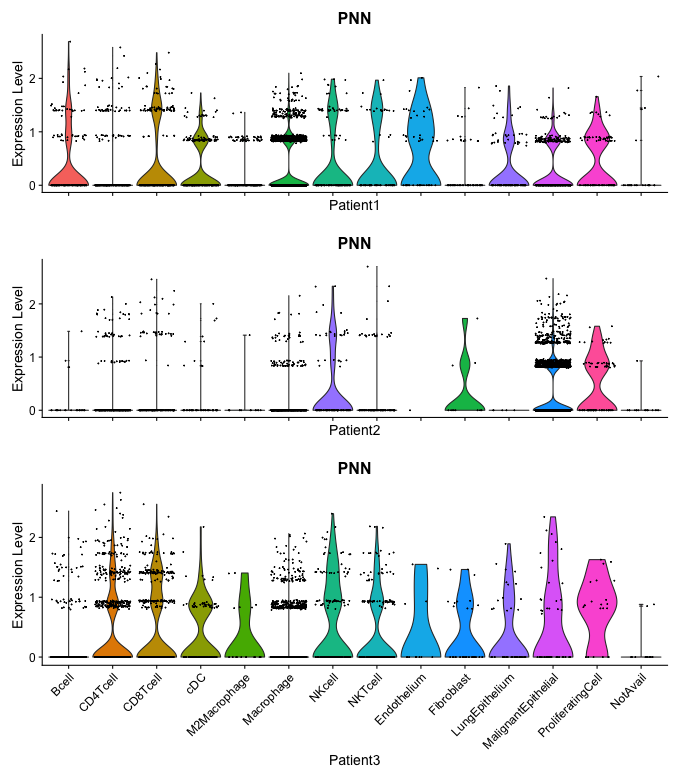 PNN
Expression Level
2
1
0
Patient1
PNN
Expression Level
2
1
0
Patient2
PNN
Expression Level
2
1
0
Bcell
CD4Tcell
CD8Tcell
cDC
M2Macrophage
Macrophage
NKcell
NKTcell
Endothelium
Fibroblast
LungEpithelium
MalignantEpithelial
ProliferatingCell
NotAvail
Patient3